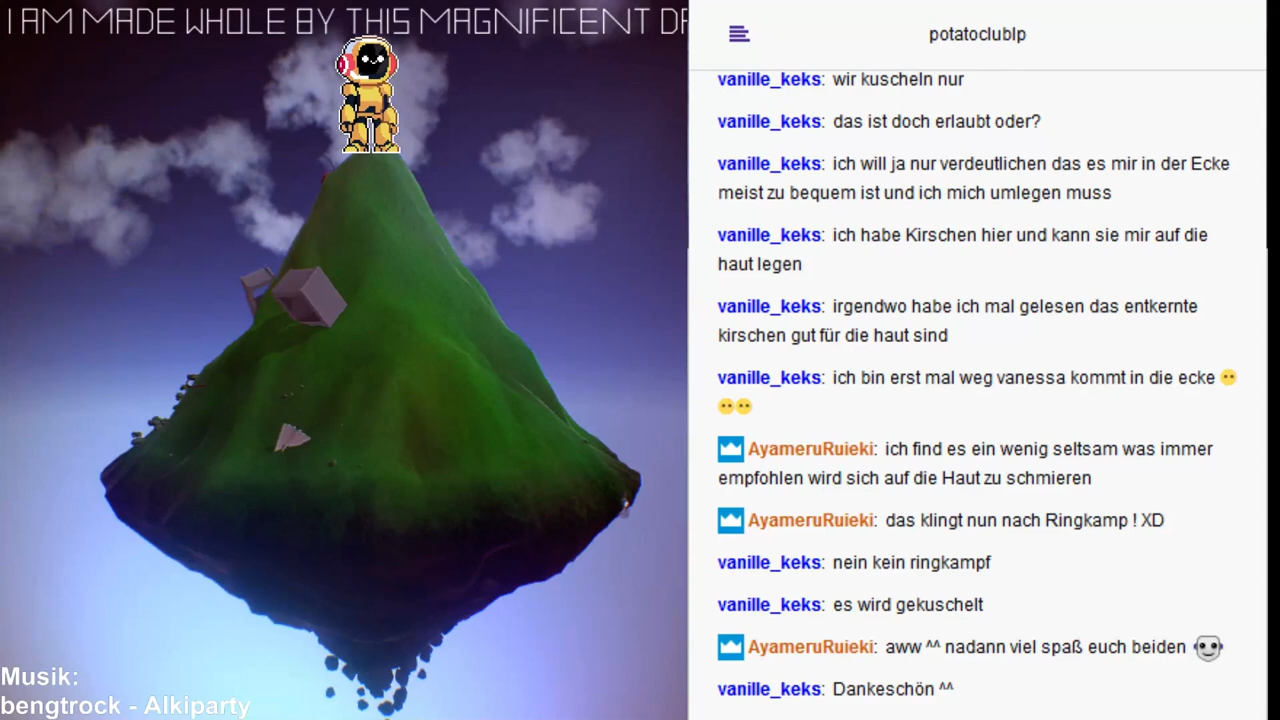 I AM MADE WHOLE BY THIS MAGNIFICENT
potatoclublp
vanille_keks: wir kuscheln nur
vanille_keks: das ist doch erlaubt oder?
vanille_keks: ich will ja nur verdeutlichen das es mir in der Ecke
meist zu bequem ist und ich mich umlegen muss
vanille_keks: ich habe Kirschen hier und kann sie mir auf die
haut legen
vanille_keks: irgendwo habe ich mal gelesen das entkernte
kirschen gut für die haut sind
vanille_keks: ich bin erst mal weg vanessa kommt in die ecke 😶
😶😶
AyameruRuieki: ich find es ein wenig seltsam was immer
empfohlen wird sich auf die Haut zu schmieren
AyameruRuieki: das klingt nun nach Ringkamp ! XD
vanille_keks: nein kein ringkampf
vanille_keks: es wird gekuschelt
AyameruRuieki: aww ^^ nadann viel spaß euch beiden
vanille_keks: Dankeschön ^^
Musik:
bengtrock - Alkiparty